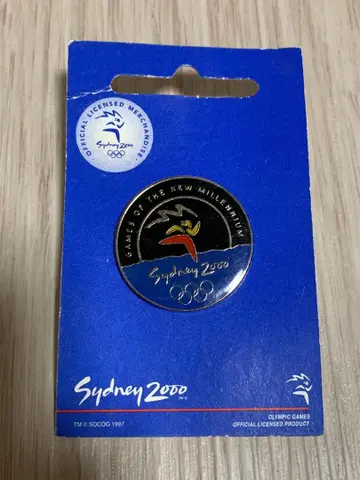 OFFICIAL LICENSED MERCHANDISE
Sydney 2000
GAMES OF THE NEW MILLENNIUM
Sydney 2000
Sydney 2000
TM © SOCOG 1997
OLYMPIC GAMES
OFFICIAL LICENSED PRODUCT